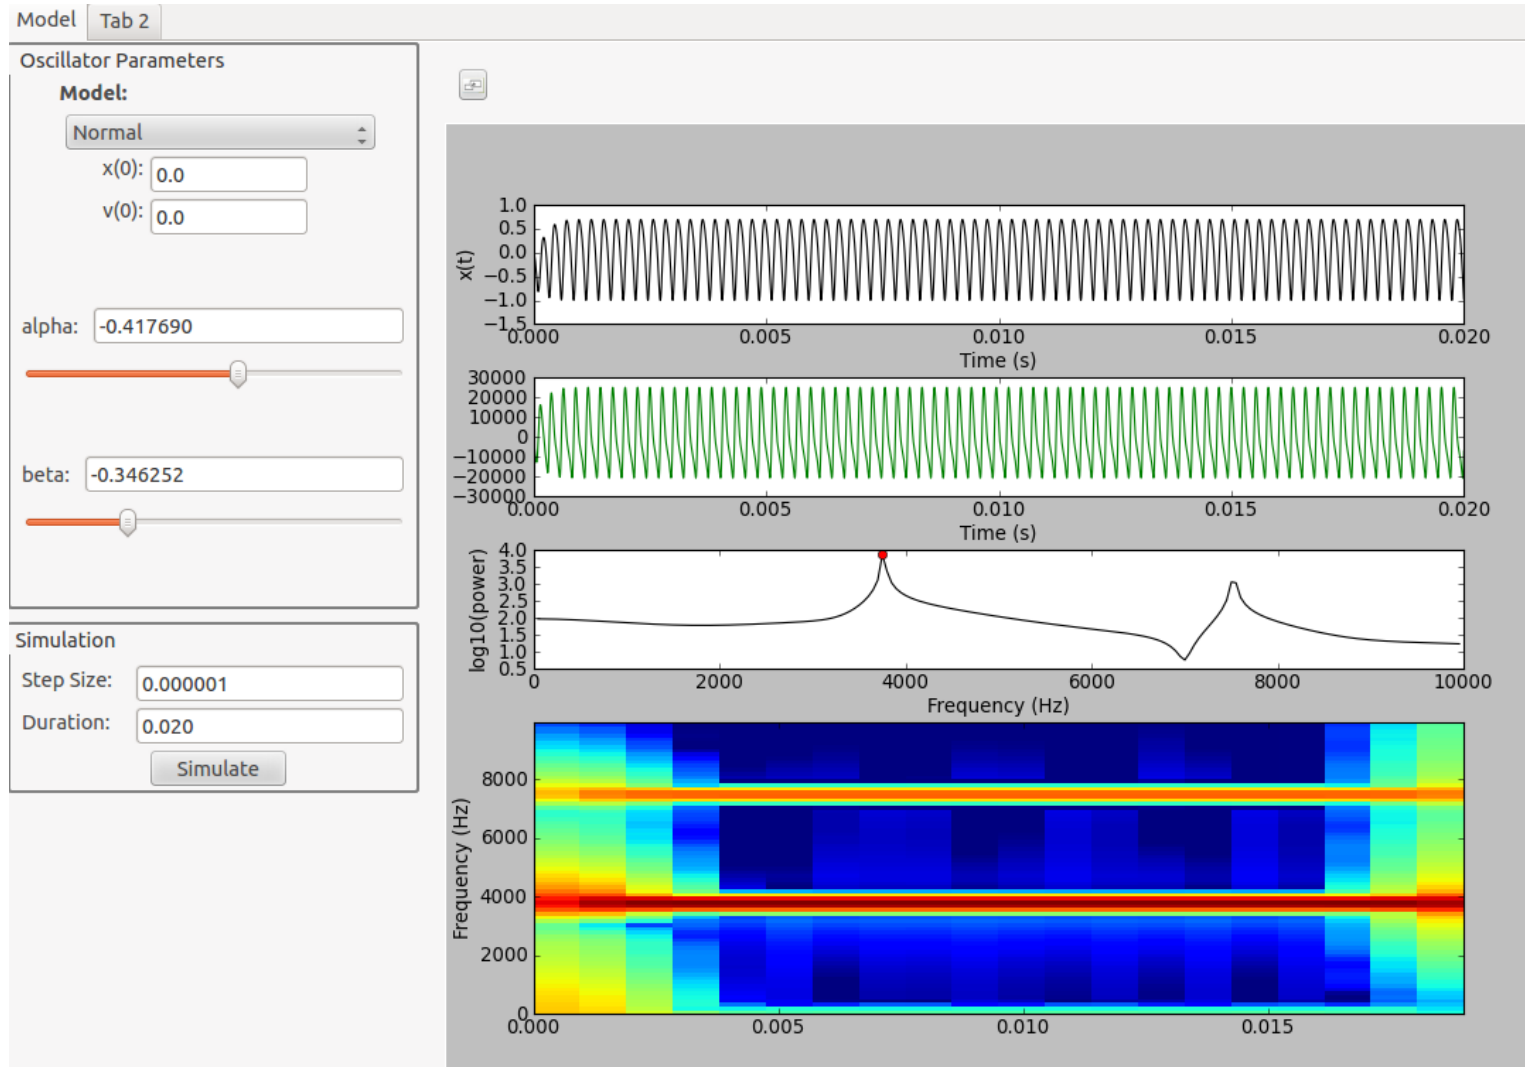 Model Tab 2
Oscillator Parameters
Model:
Normal
x(0): 0.0
v(0): 0.0
alpha: -0.417690
beta: -0.346252
Simulation
Step Size: 0.000001
Duration: 0.020
Simulate
x(t)
1.0
0.5
0.0
−0.5
−1.0
−1.5
0.000 0.005 0.010 0.015 0.020
Time (s)
30000
20000
10000
0
−10000
−20000
−30000
0.000 0.005 0.010 0.015 0.020
Time (s)
log10(power)
4.0
3.5
3.0
2.5
2.0
1.5
1.0
0.5
0 2000 4000 6000 8000 10000
Frequency (Hz)
Frequency (Hz)
8000
6000
4000
2000
0
0.000 0.005 0.010 0.015